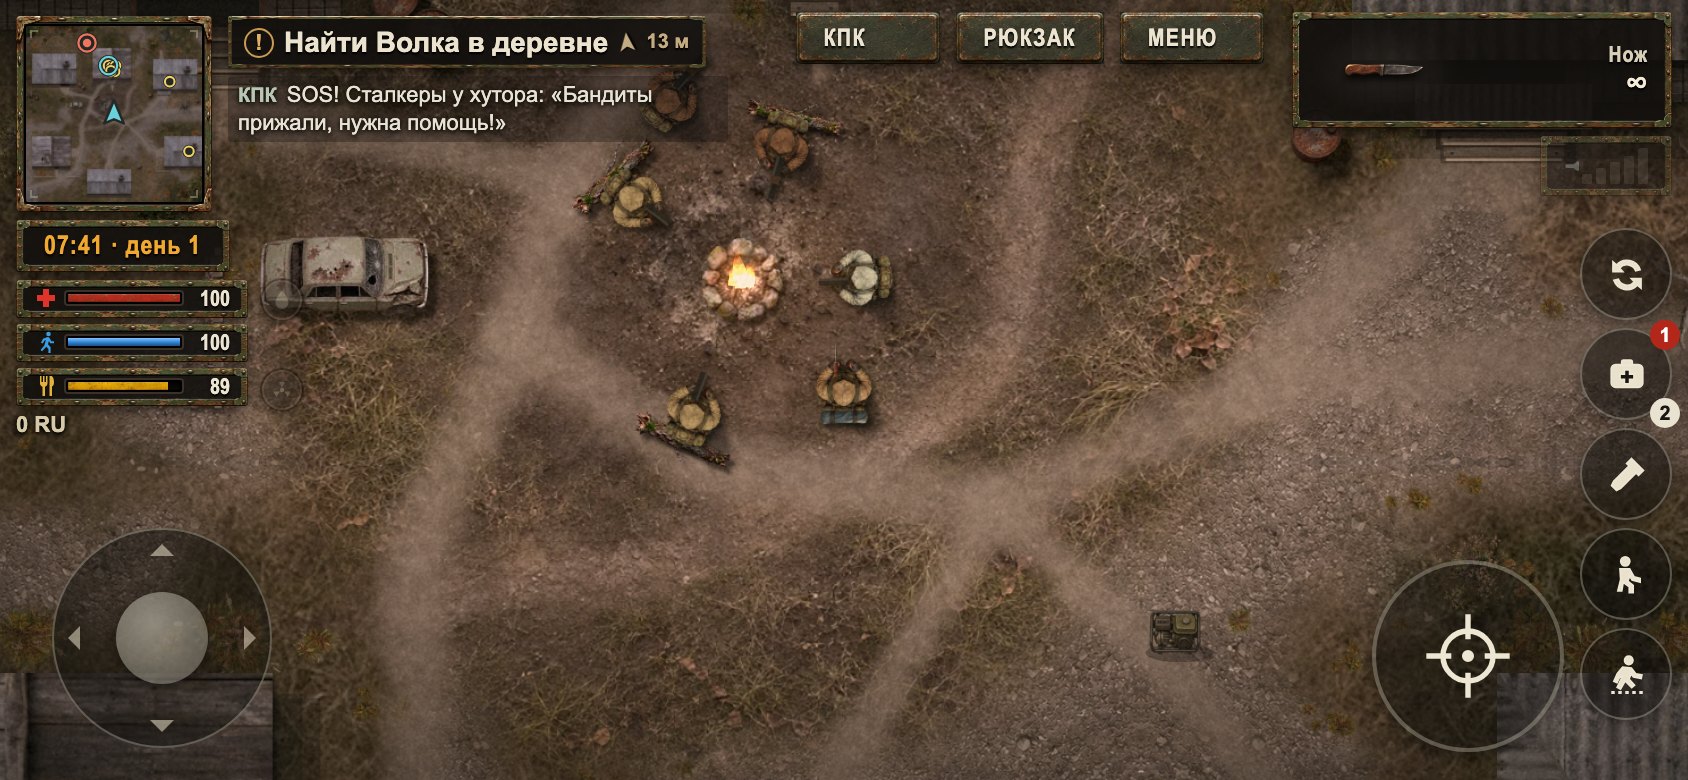 Найти Волка в деревне 13 м
КПК SOS! Сталкеры у хутора: «Бандиты
прижали, нужна помощь!»
КПК
РЮКЗАК
МЕНЮ
Нож
∞
07:41 · день 1
100
100
89
0 RU
1
2